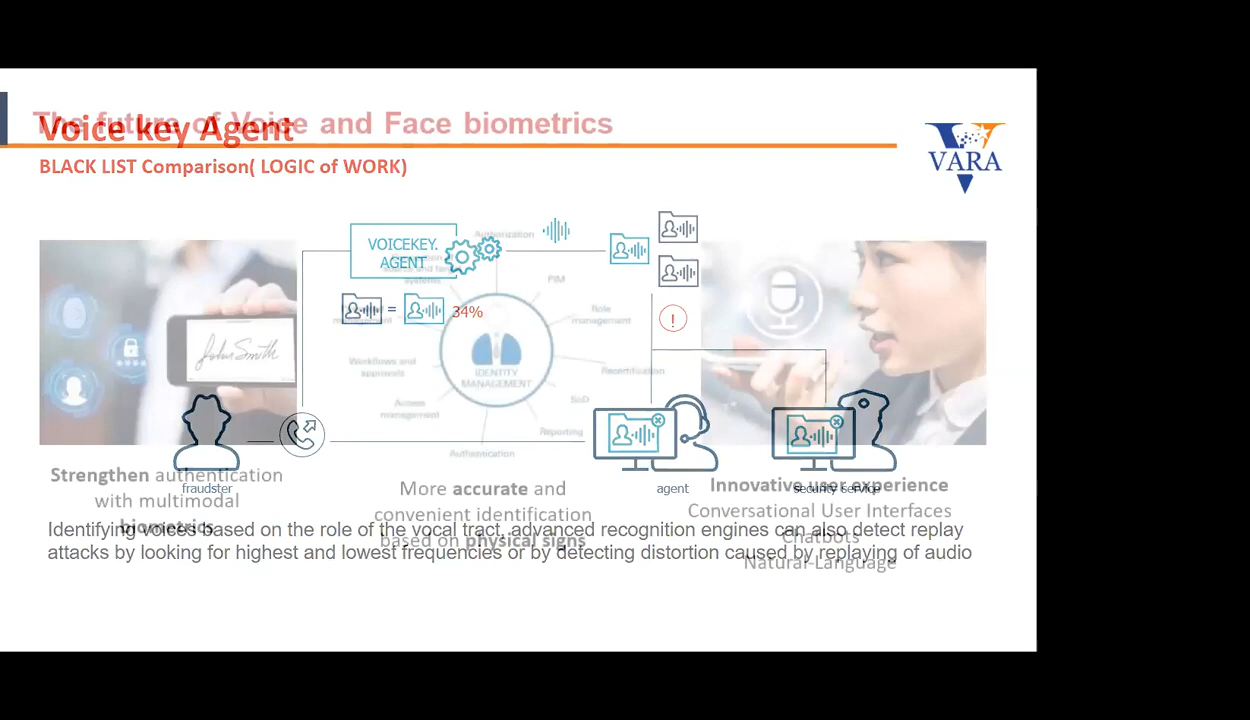 The future of Voice and Face biometrics
Voice key Agent
BLACK LIST Comparison( LOGIC of WORK)
VARA
VOICEKEY.
AGENT
Authorization
PIM
Role
management
= 34%
!
Workflows and
approvals
IDENTITY
MANAGEMENT
Recertification
SoD
Access
management
Reporting
Authentication
John Smith
fraudster
agent
security service
Strengthen authentication
with multimodal
biometrics
More accurate and
convenient identification
based on physical signs
Innovative user experience
Conversational User Interfaces
Chatbots
Natural-Language
Identifying voices based on the role of the vocal tract, advanced recognition engines can also detect replay
attacks by looking for highest and lowest frequencies or by detecting distortion caused by replaying of audio